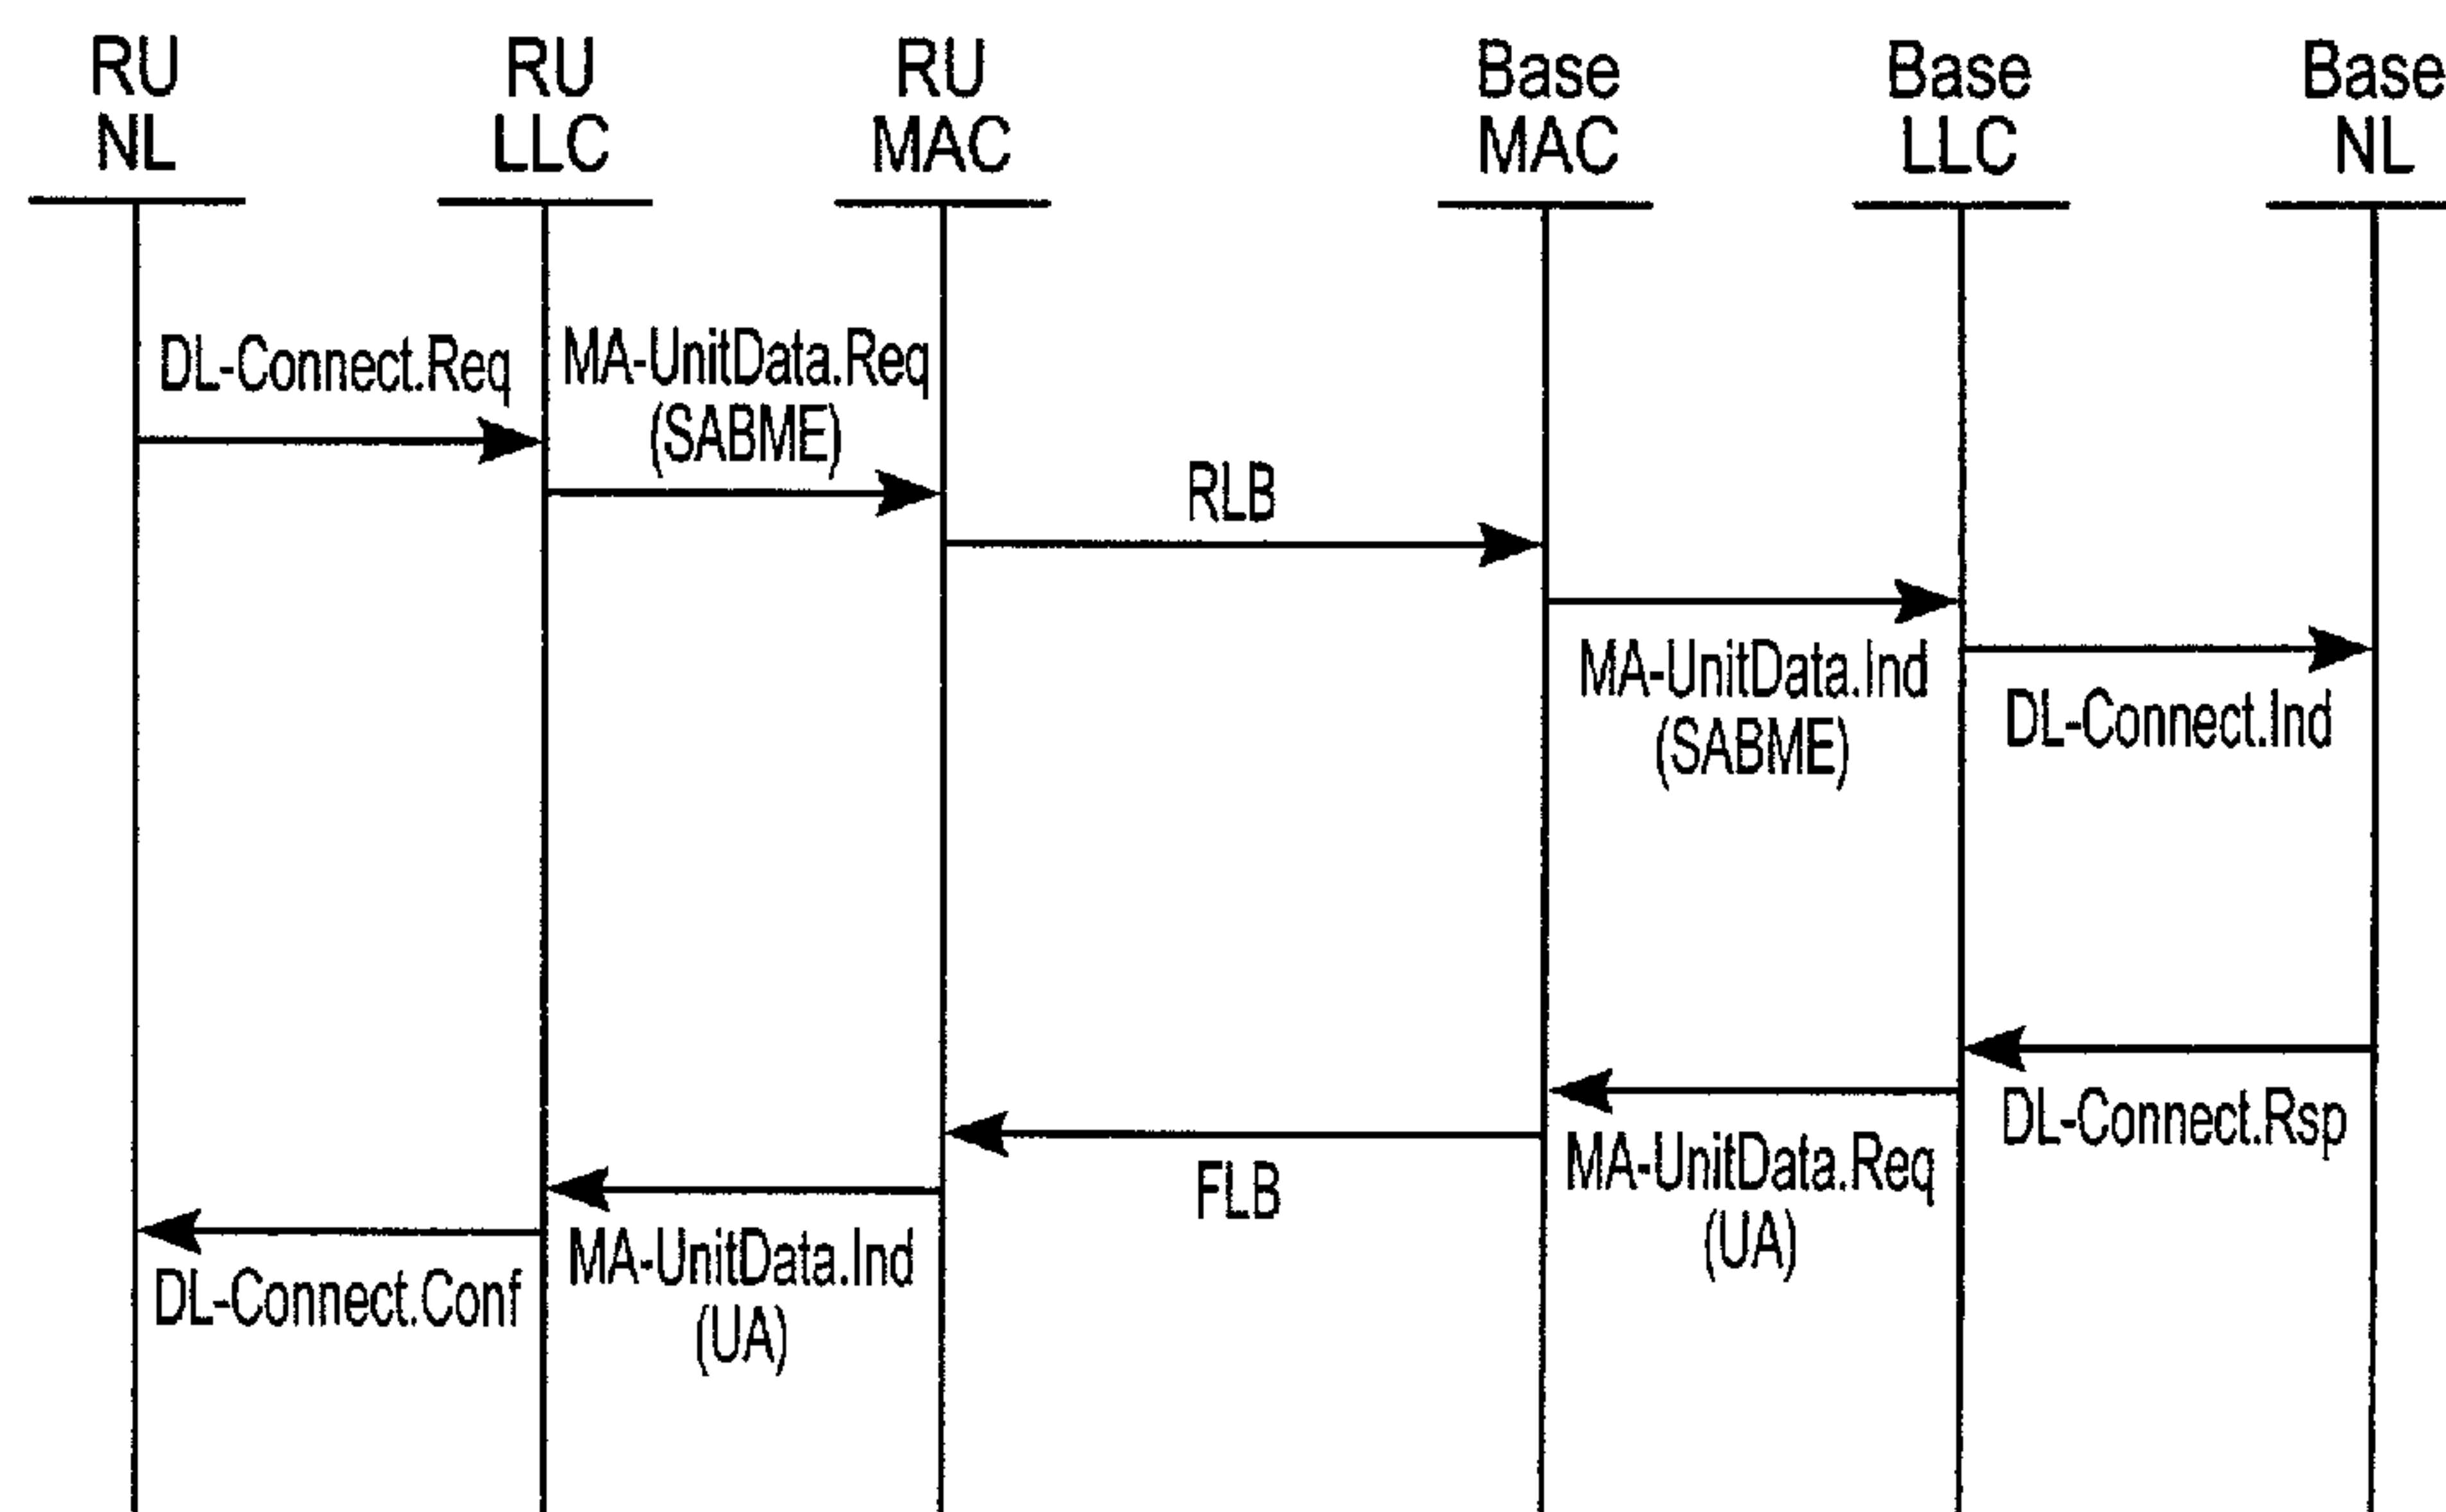 RU
NL
RU
LLC
RU
MAC
Base
MAC
Base
LLC
Base
NL
DL-Connect.Req
MA-UnitData.Req
(SABME)
RLB
MA-UnitData.Ind
(SABME)
DL-Connect.Ind
DL-Connect.Rsp
MA-UnitData.Req
(UA)
FLB
MA-UnitData.Ind
(UA)
DL-Connect.Conf